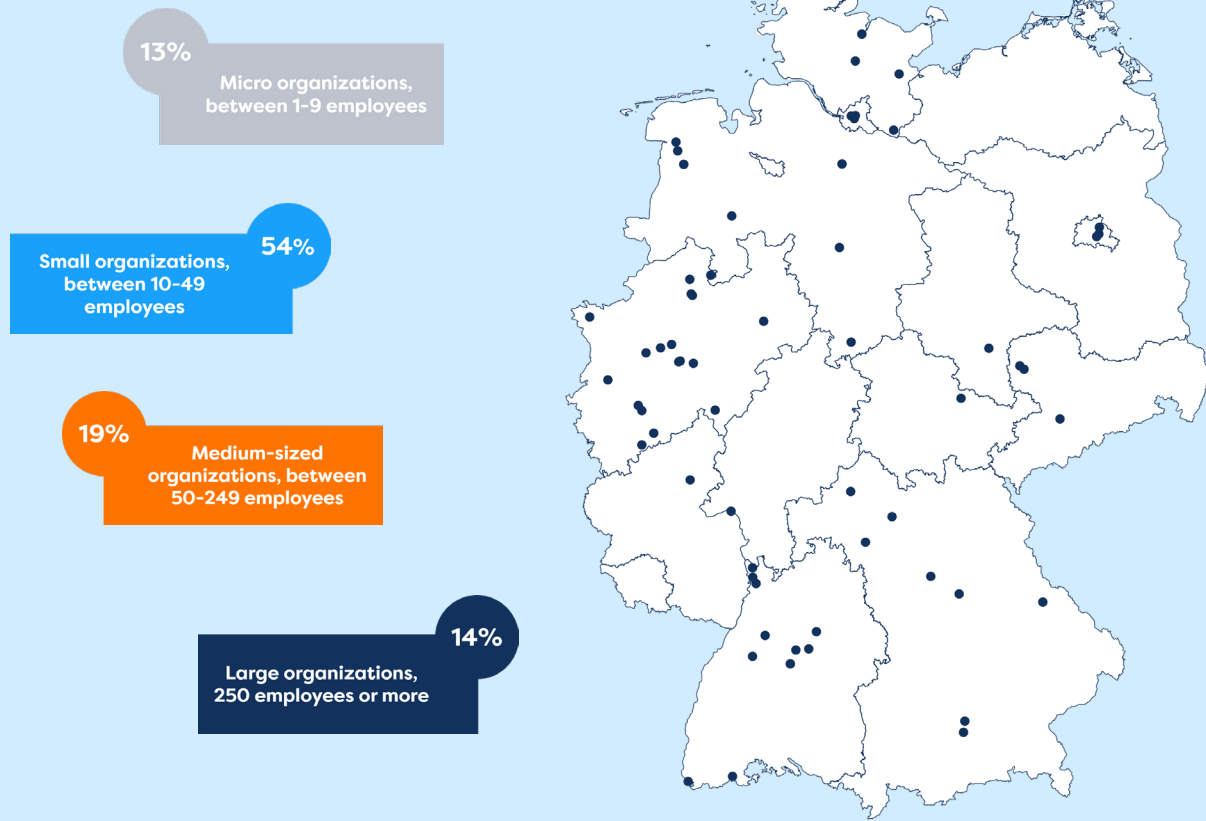 13%
Micro organizations,
between 1-9 employees
54%
Small organizations,
between 10-49
employees
19%
Medium-sized
organizations, between
50-249 employees
14%
Large organizations,
250 employees or more